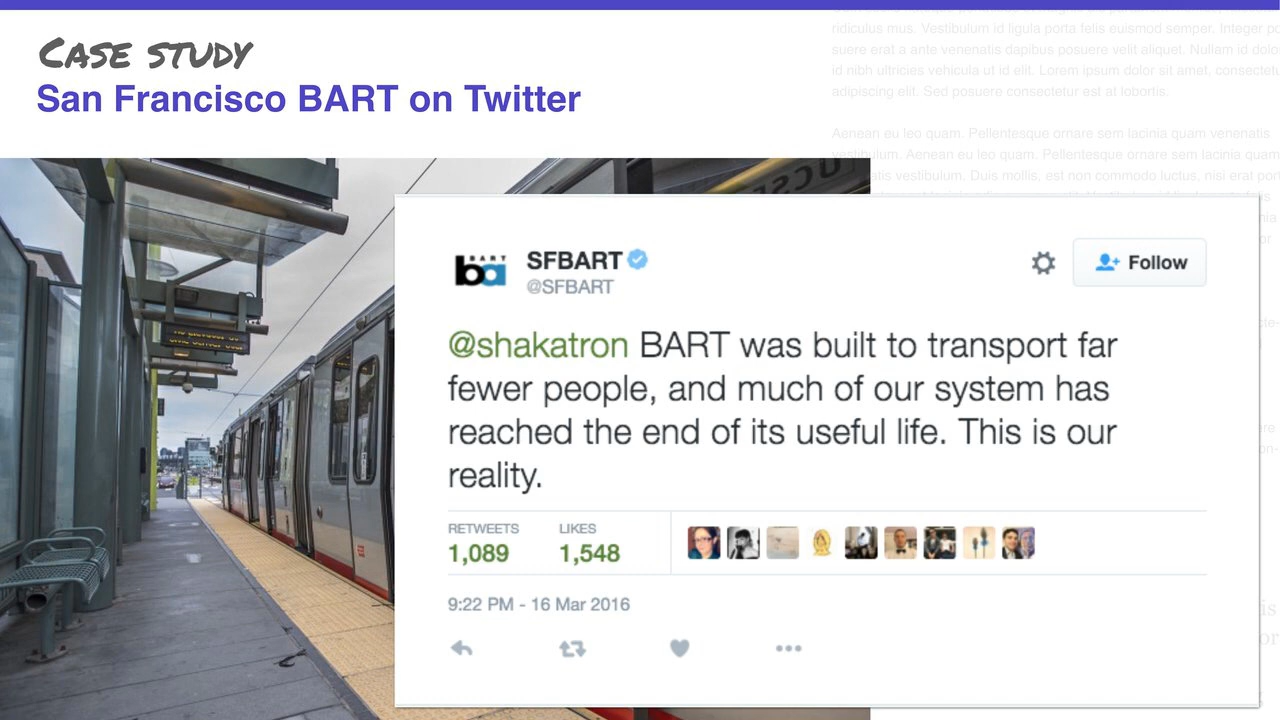 CASE STUDY
San Francisco BART on Twitter
ridiculus mus. Vestibulum id ligula porta felis euismod semper. Integer
suere erat a ante venenatis dapibus posuere velit aliquet. Nullam id
id nibh ultricies vehicula ut id elit. Lorem ipsum dolor sit amet,
adipiscing elit. Sed posuere consectetur est at lobortis.
Aenean eu leo quam. Pellentesque ornare sem lacinia quam venenatis
vestibulum. Aenean eu leo quam. Pellentesque ornare sem lacinia quam
vestibulum. Duis mollis, est non commodo luctus, nisi erat
BART
ba
SFBART
@SFBART
Follow
@shakatron BART was built to transport far
fewer people, and much of our system has
reached the end of its useful life. This is our
reality.
RETWEETS LIKES
1,089 1,548
9:22 PM - 16 Mar 2016